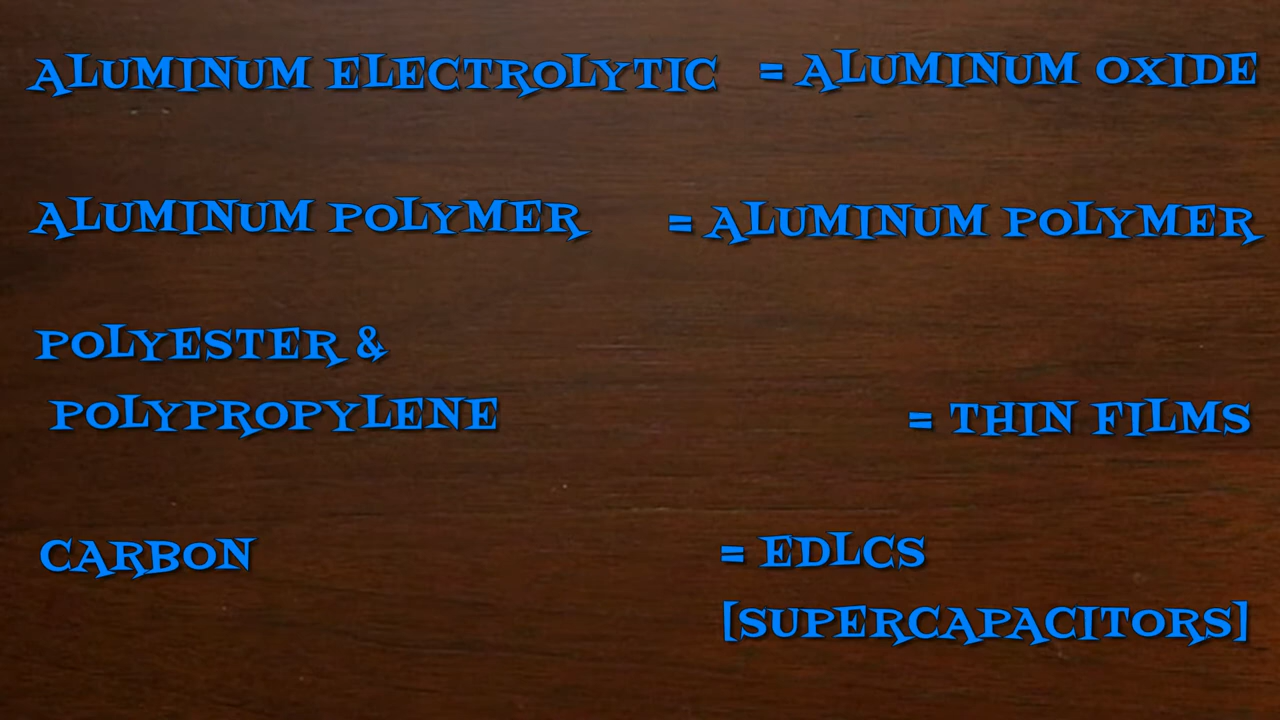 ALUMINUM ELECTROLYTIC = ALUMINUM OXIDE
ALUMINUM POLYMER = ALUMINUM POLYMER
POLYESTER &
POLYPROPYLENE = THIN FILMS
CARBON = EDLCS
[SUPERCAPACITORS]